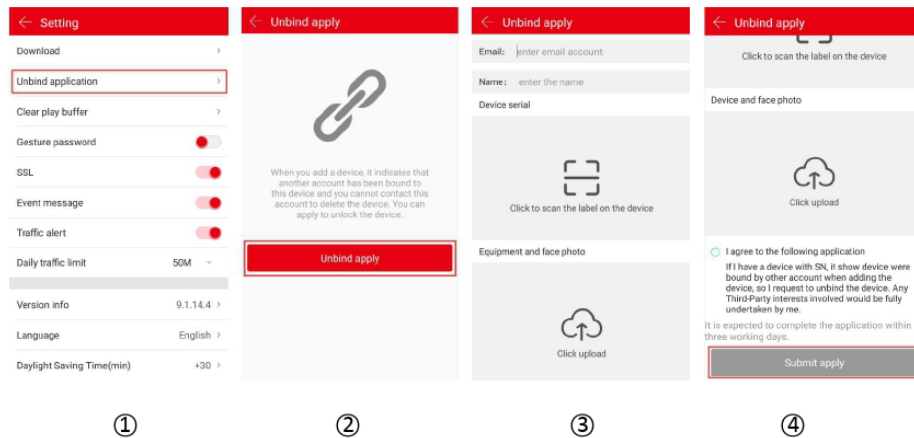 Setting
Download
Unbind application
Clear play buffer
Gesture password
SSL
Event message
Traffic alert
Daily traffic limit 50M
Version info 9.1.14.4
Language English
Daylight Saving Time(min) +30
①
Unbind apply
When you add a device, it indicates that
another account has been bound to
this device and you cannot contact this
account to delete the device. You can
apply to unlock the device.
Unbind apply
②
Unbind apply
Email: enter email account
Name: enter the name
Device serial
Click to scan the label on the device
Equipment and face photo
Click upload
③
Unbind apply
Click to scan the label on the device
Device and face photo
Click upload
I agree to the following application
If I have a device with SN, it show device were
bound by other account when adding the
device, so I request to unbind the device. Any
Third-Party interests involved would be fully
undertaken by me.
It is expected to complete the application within
three working days.
Submit apply
④